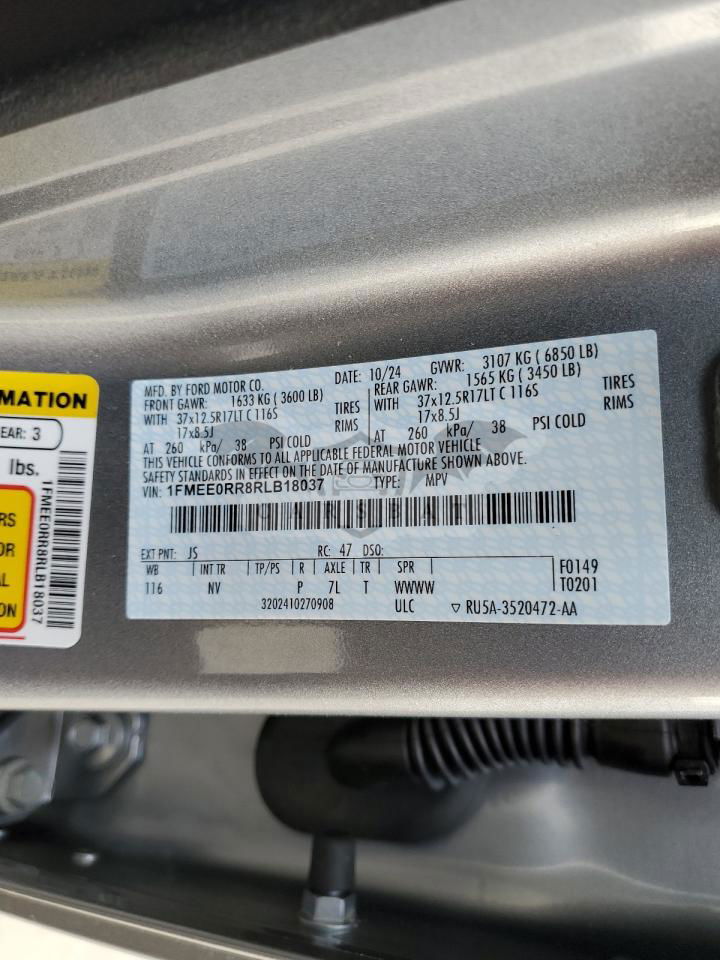 RMATION
EAR: 3
lbs.
RS
OR
AL
ON
1FMEE0RR8RLB18037
MFD. BY FORD MOTOR CO.
DATE: 10/24
GVWR: 3107 KG ( 6850 LB)
FRONT GAWR: 1633 KG ( 3600 LB)
REAR GAWR: 1565 KG ( 3450 LB)
WITH 37x12.5R17LT C 116S TIRES
WITH 37x12.5R17LT C 116S TIRES
17x8.5J RIMS
17x8.5J RIMS
AT 260 kPa/ 38 PSI COLD
AT 260 kPa/ 38 PSI COLD
THIS VEHICLE CONFORMS TO ALL APPLICABLE FEDERAL MOTOR VEHICLE
SAFETY STANDARDS IN EFFECT ON THE DATE OF MANUFACTURE SHOWN ABOVE.
VIN: 1FMEE0RR8RLB18037 TYPE: MPV
EXT PNT: JS RC: 47 DSO:
WB INT TR TP/PS R AXLE TR SPR
116 NV P 7L T WWWW
F0149
T0201
3202410270908 ULC ▽ RU5A-3520472-AA